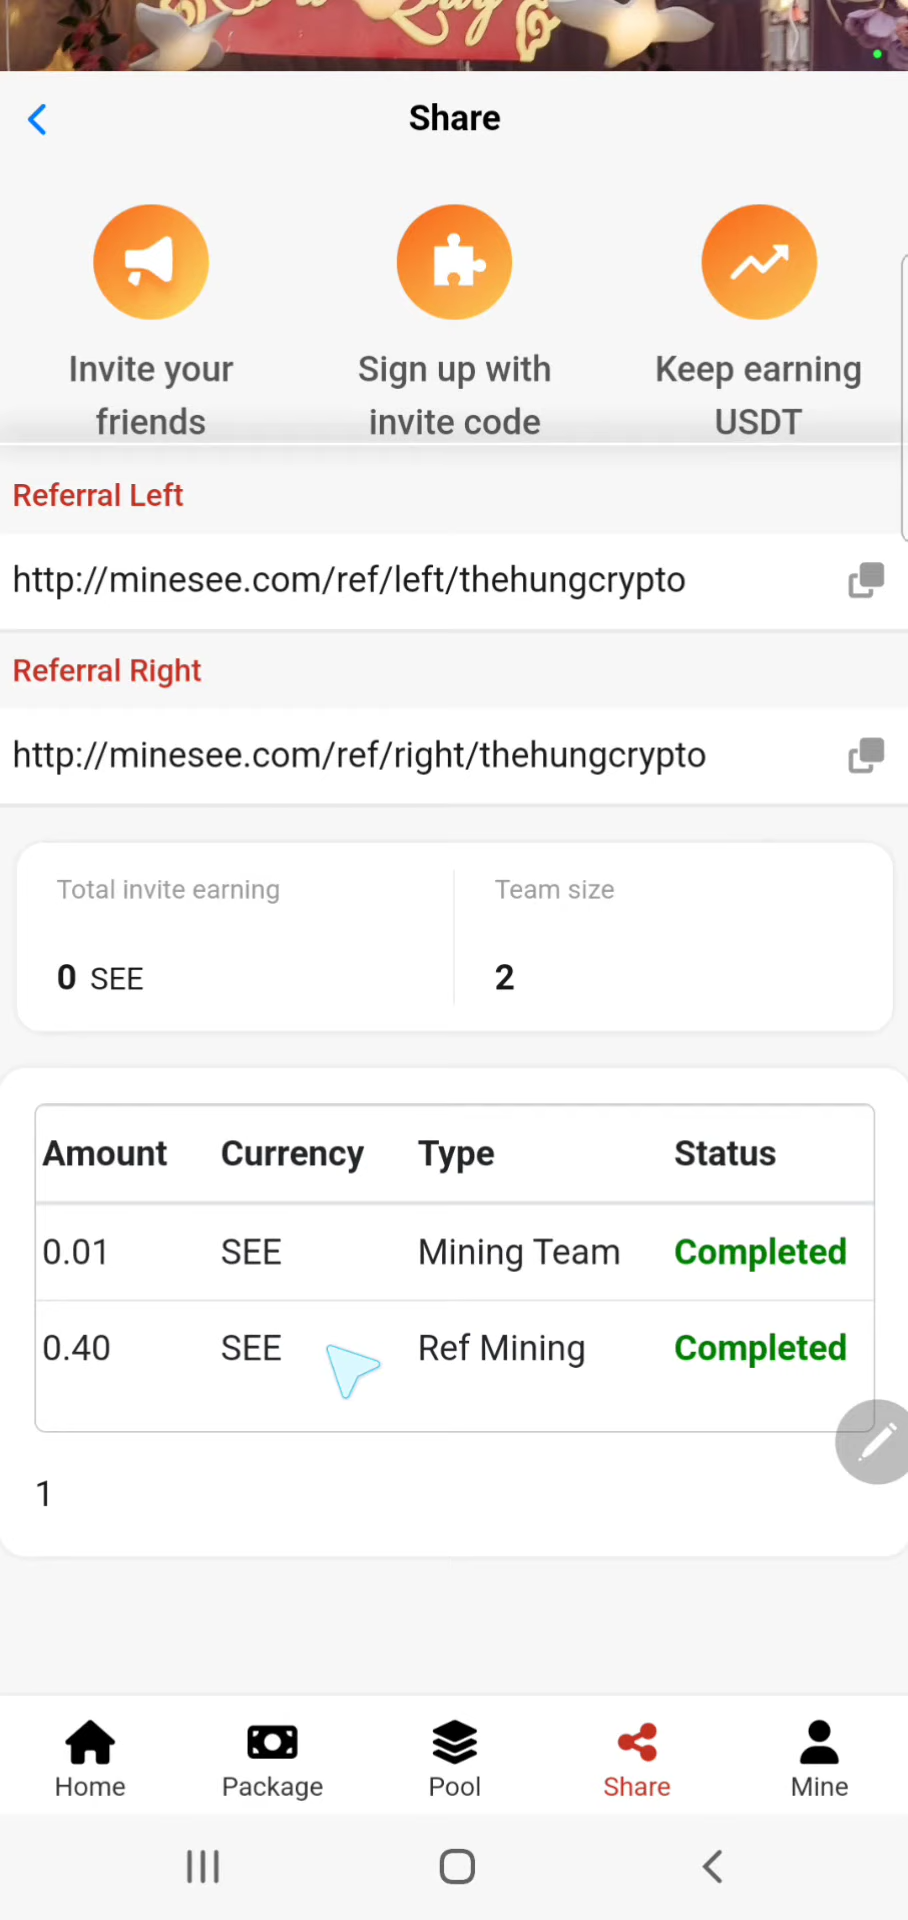 Share
Invite your
friends
Sign up with
invite code
Keep earning
USDT
Referral Left
http://minesee.com/ref/left/thehungcrypto
Referral Right
http://minesee.com/ref/right/thehungcrypto
Total invite earning
0 SEE
Team size
2
Amount Currency Type Status
0.01 SEE Mining Team Completed
0.40 SEE Ref Mining Completed
1
Home Package Pool Share Mine